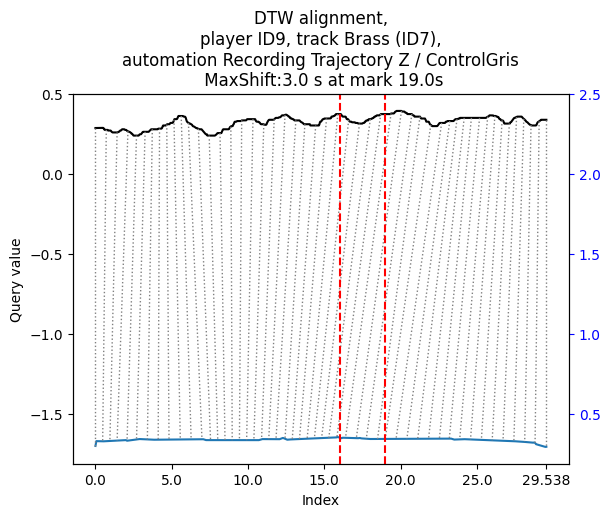 DTW alignment,
player ID9, track Brass (ID7),
automation Recording Trajectory Z / ControlGris
MaxShift:3.0 s at mark 19.0s
0.5
0.0
−0.5
−1.0
−1.5
Query value
2.5
2.0
1.5
1.0
0.5
0.0 5.0 10.0 15.0 20.0 25.0 29.538
Index